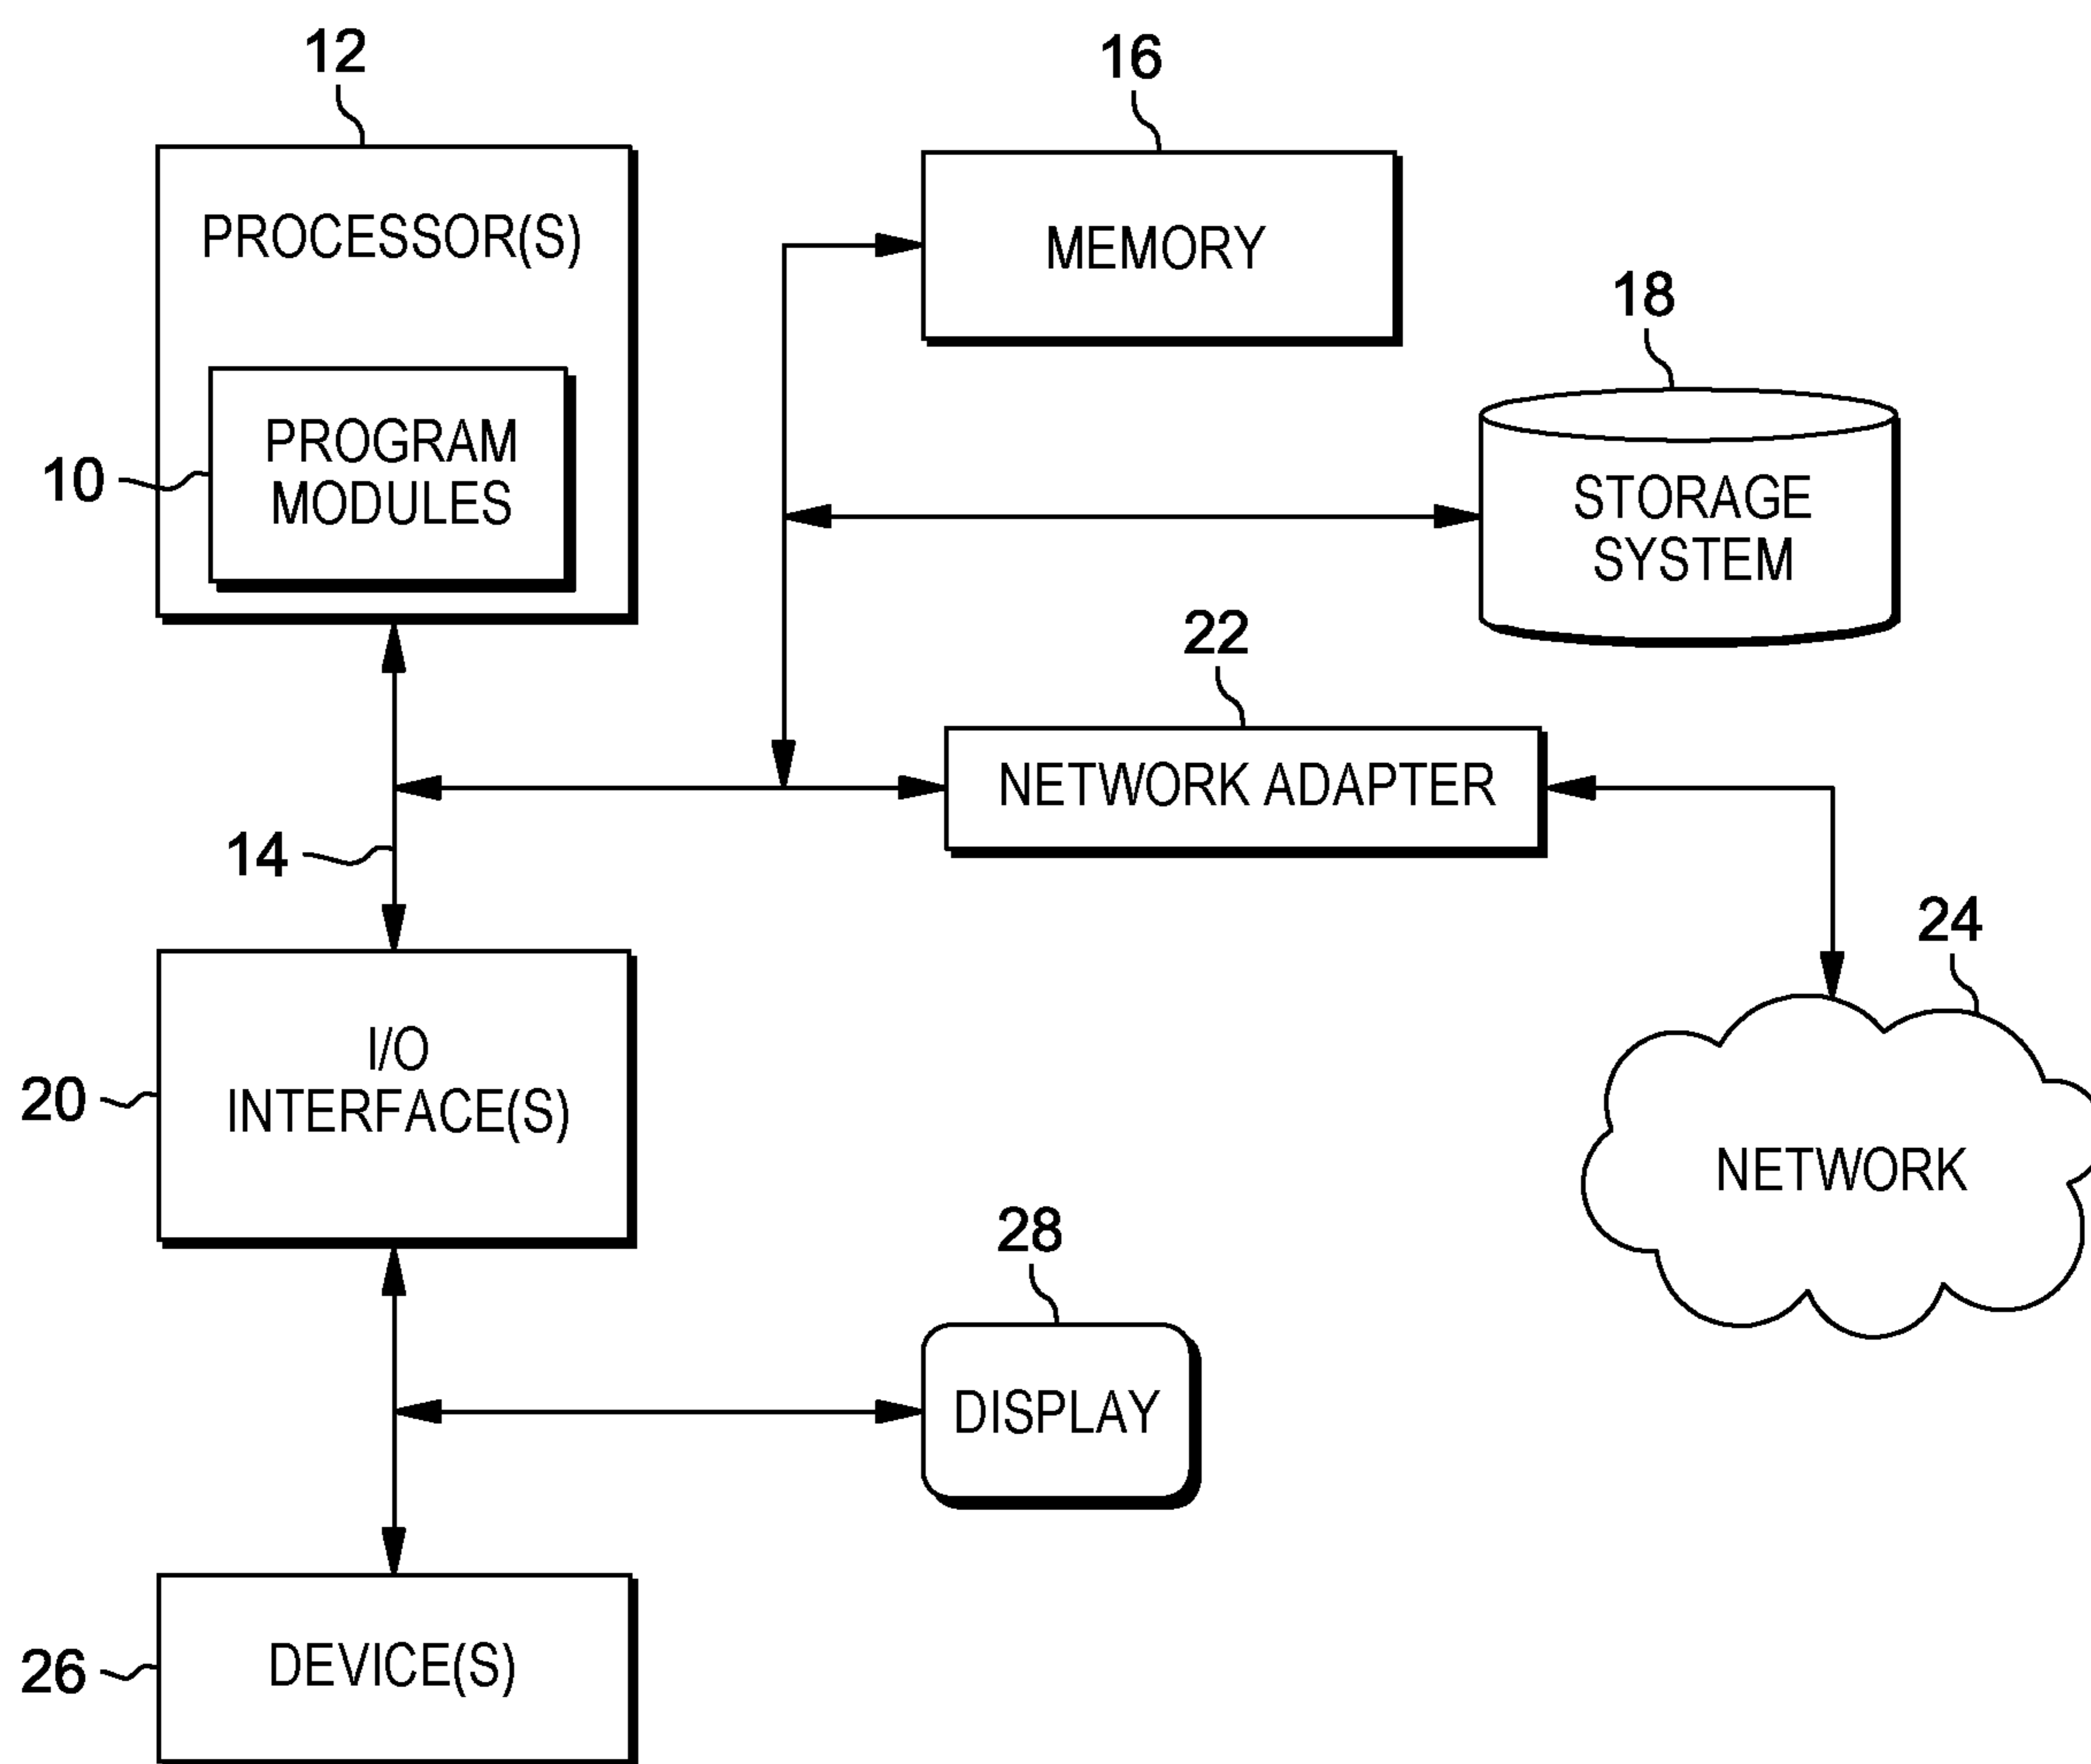 12
PROCESSOR(S)
10
PROGRAM
MODULES
16
MEMORY
18
STORAGE
SYSTEM
22
NETWORK ADAPTER
14
24
NETWORK
20
I/O
INTERFACE(S)
28
DISPLAY
26
DEVICE(S)